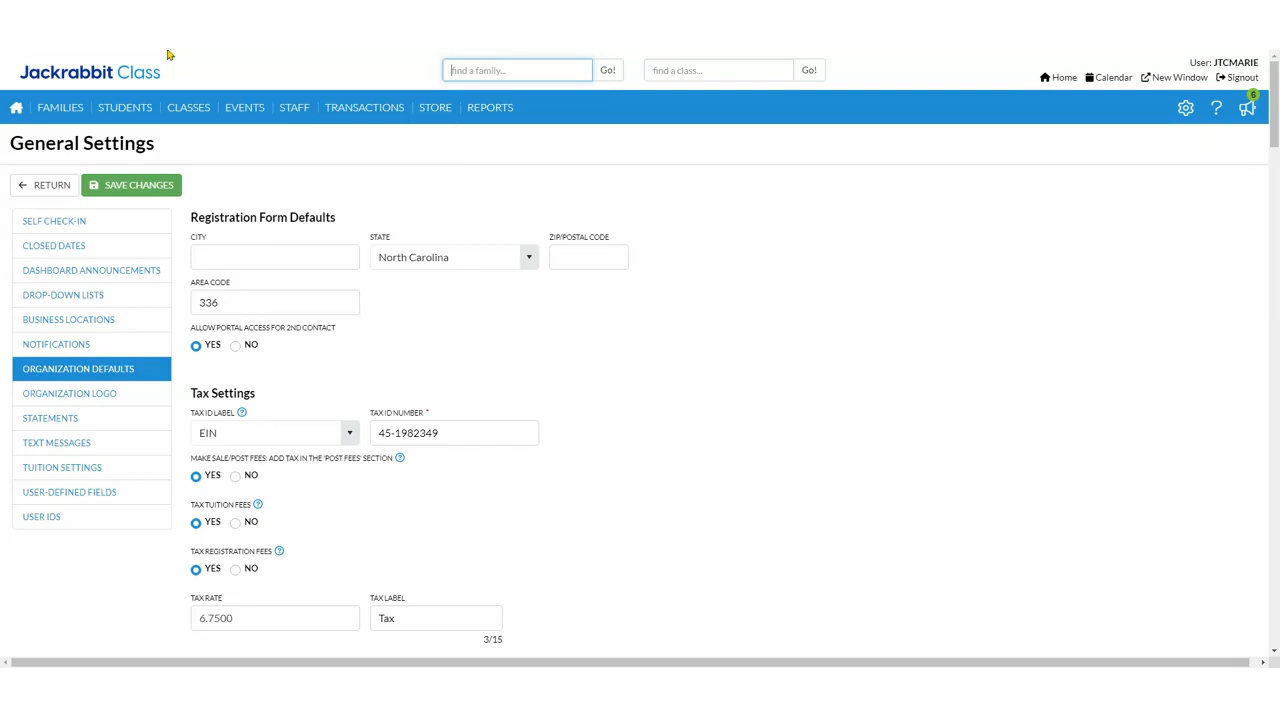 User: JTCMARIE
Jackrabbit Class
find a family...
Go!
find a class...
Go!
Home
Calendar
New Window
Signout
6
FAMILIES
STUDENTS
CLASSES
EVENTS
STAFF
TRANSACTIONS
STORE
REPORTS
?
General Settings
RETURN
SAVE CHANGES
SELF CHECK-IN
CLOSED DATES
DASHBOARD ANNOUNCEMENTS
DROP-DOWN LISTS
BUSINESS LOCATIONS
NOTIFICATIONS
ORGANIZATION DEFAULTS
ORGANIZATION LOGO
STATEMENTS
TEXT MESSAGES
TUITION SETTINGS
USER-DEFINED FIELDS
USER IDS
Registration Form Defaults
CITY
STATE
ZIP/POSTAL CODE
North Carolina
AREA CODE
336
ALLOW PORTAL ACCESS FOR 2ND CONTACT
YES NO
Tax Settings
TAX ID LABEL ?
TAX ID NUMBER *
EIN
45-1982349
MAKE SALE/POST FEES: ADD TAX IN THE 'POST FEES' SECTION ?
YES NO
TAX TUITION FEES ?
YES NO
TAX REGISTRATION FEES ?
YES NO
TAX RATE
TAX LABEL
6.7500
Tax
3/15